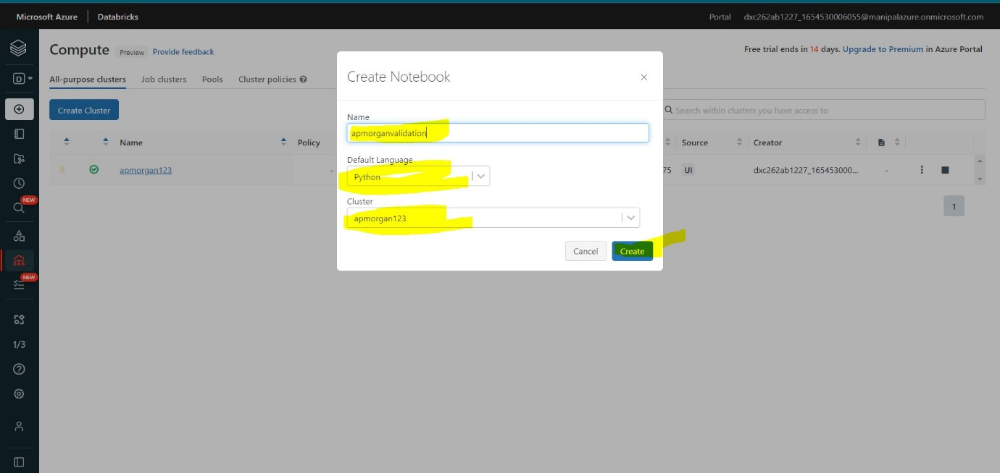 Microsoft Azure Databricks Portal dxc262ab1227_1654530006055@manipalazure.onmicrosoft.com
Compute Preview Provide feedback
Free trial ends in 14 days. Upgrade to Premium in Azure Portal
D
All-purpose clusters Job clusters Pools Cluster policies
Create Cluster
Search within clusters you have access to
Name Policy Source Creator
apmorgan123 - 75 UI dxc262ab1227_165453000... -
1
NEW
NEW
1/3
Create Notebook
Name
apmorganvalidation
Default Language
Python
Cluster
apmorgan123
Cancel Create